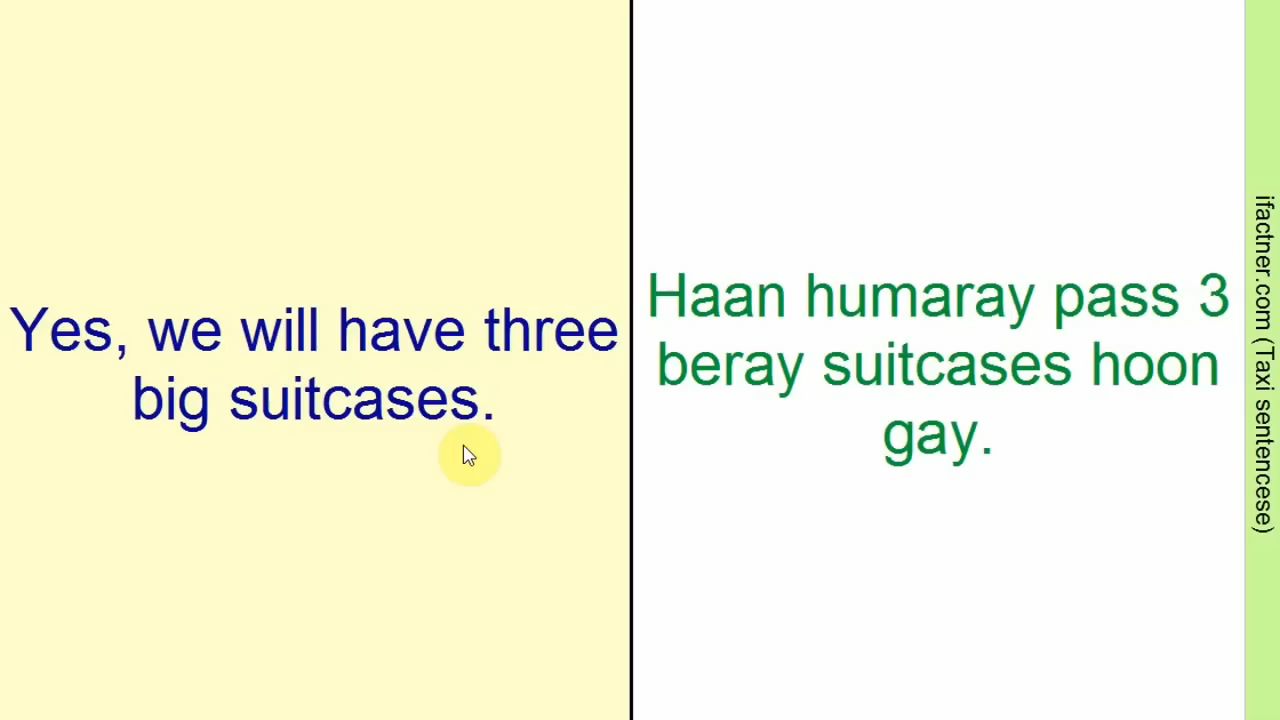 Yes, we will have three
big suitcases.
Haan humaray pass 3
beray suitcases hoon
gay.
ifactner.com (Taxi sentencese)